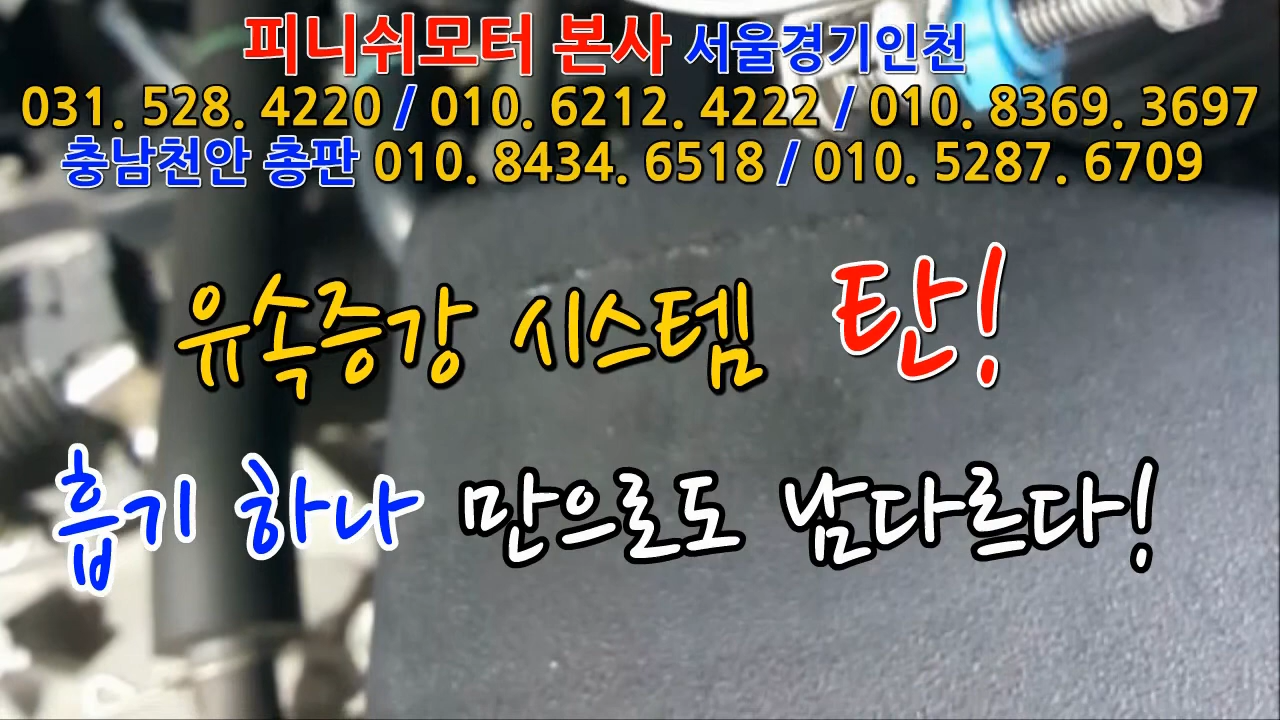 피니쉬모터 본사 서울경기인천
031. 528. 4220 / 010. 6212. 4222 / 010. 8369. 3697
충남천안 총판 010. 8434. 6518 / 010. 5287. 6709
유속증강 시스템 탄!
흡기 하나 만으로도 남다르다!